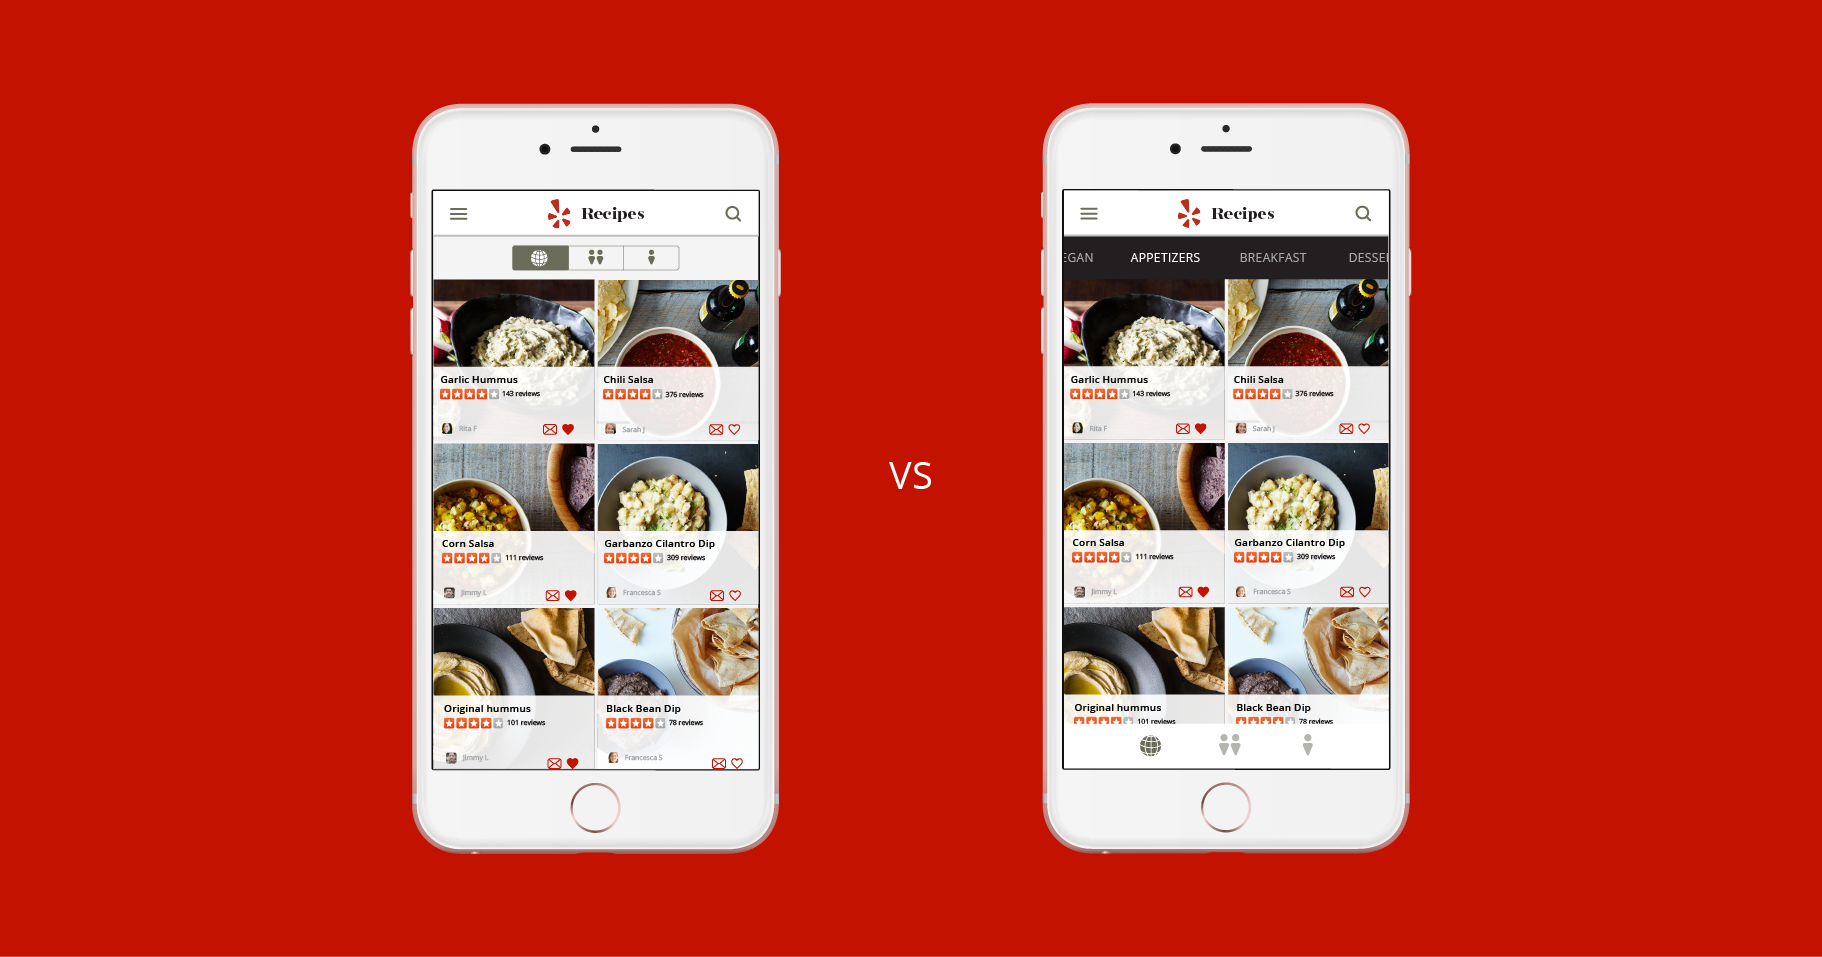 Recipes
Garlic Hummus
143 reviews
Rita F
Chili Salsa
376 reviews
Sarah J
Corn Salsa
111 reviews
Jimmy L
Garbanzo Cilantro Dip
309 reviews
Francesca S
Original hummus
101 reviews
Jimmy L
Black Bean Dip
78 reviews
Francesca S
VS
Recipes
EGAN APPETIZERS BREAKFAST DESSE
Garlic Hummus
143 reviews
Rita F
Chili Salsa
376 reviews
Sarah J
Corn Salsa
111 reviews
Jimmy L
Garbanzo Cilantro Dip
309 reviews
Francesca S
Original hummus
101 reviews
Black Bean Dip
78 reviews